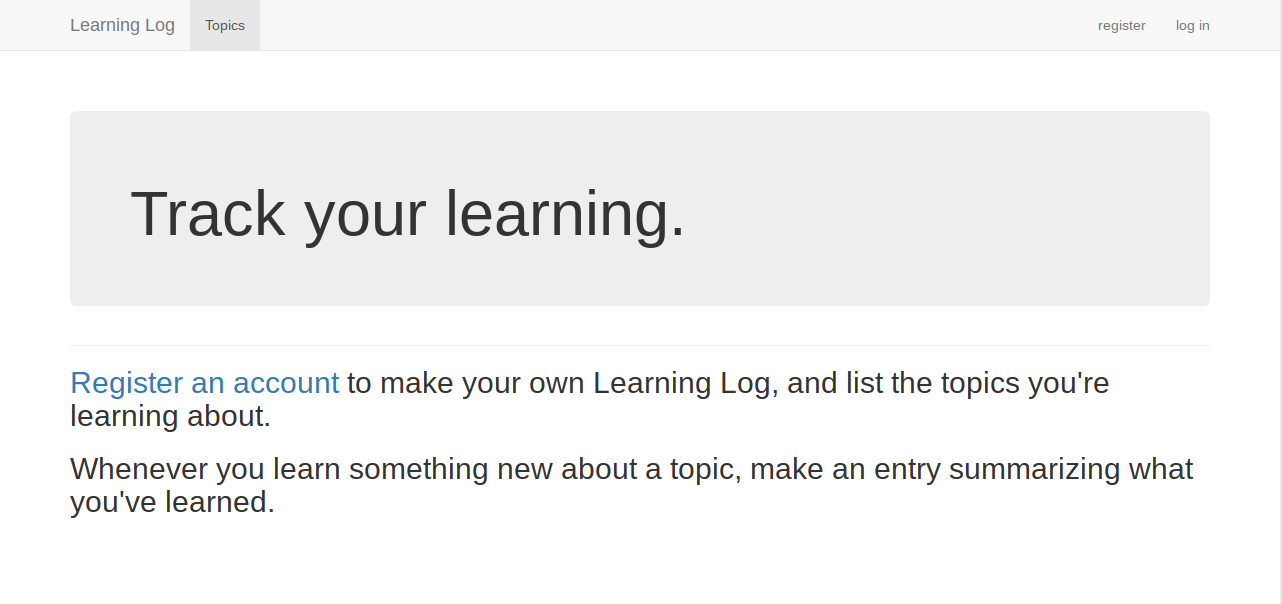 Learning Log Topics register log in
Track your learning.
Register an account to make your own Learning Log, and list the topics you're
learning about.
Whenever you learn something new about a topic, make an entry summarizing what
you've learned.